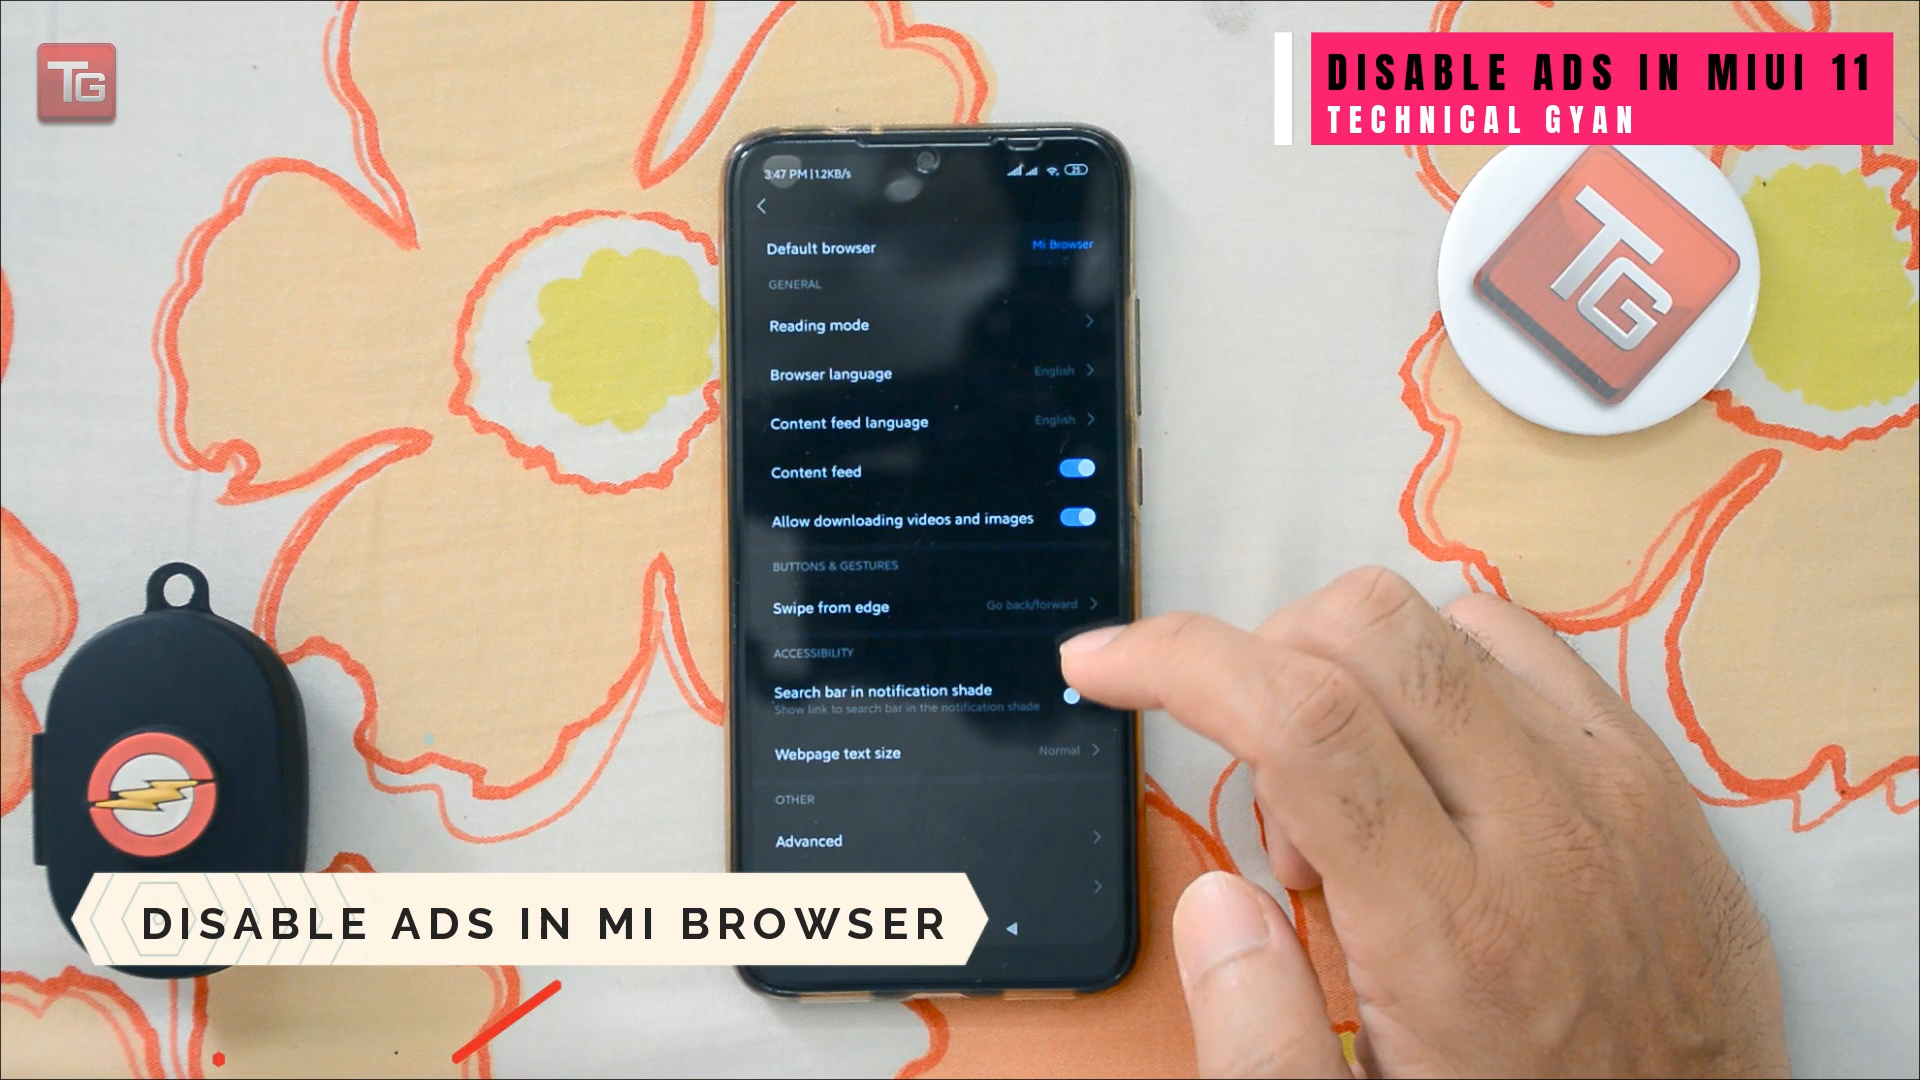 TG
DISABLE ADS IN MIUI 11
TECHNICAL GYAN
TG
3:47 PM | 1.2KB/s
25
Default browser Mi Browser
GENERAL
Reading mode
Browser language English
Content feed language English
Content feed
Allow downloading videos and images
BUTTONS & GESTURES
Swipe from edge Go back/forward
ACCESSIBILITY
Search bar in notification shade
Show link to search bar in the notification shade
Webpage text size Normal
OTHER
Advanced
DISABLE ADS IN MI BROWSER